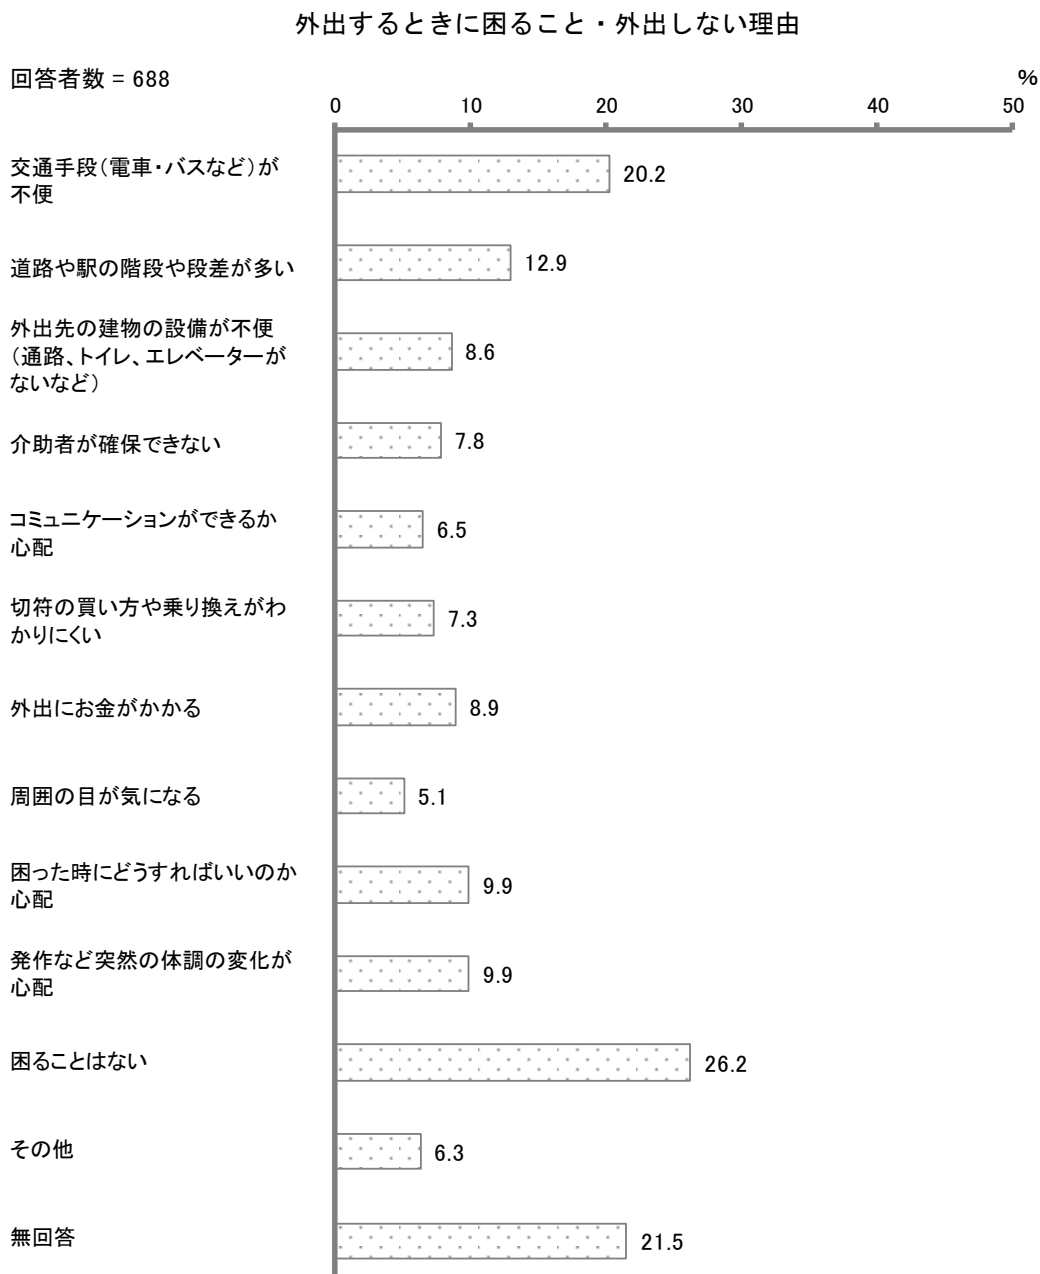 外出するときに困ること・外出しない理由
回答者数 = 688
%
0 10 20 30 40 50
交通手段(電車・バスなど)が
不便
20.2
道路や駅の階段や段差が多い
12.9
外出先の建物の設備が不便
(通路、トイレ、エレベーターが
ないなど)
8.6
介助者が確保できない
7.8
コミュニケーションができるか
心配
6.5
切符の買い方や乗り換えがわ
かりにくい
7.3
外出にお金がかかる
8.9
周囲の目が気になる
5.1
困った時にどうすればいいのか
心配
9.9
発作など突然の体調の変化が
心配
9.9
困ることはない
26.2
その他
6.3
無回答
21.5